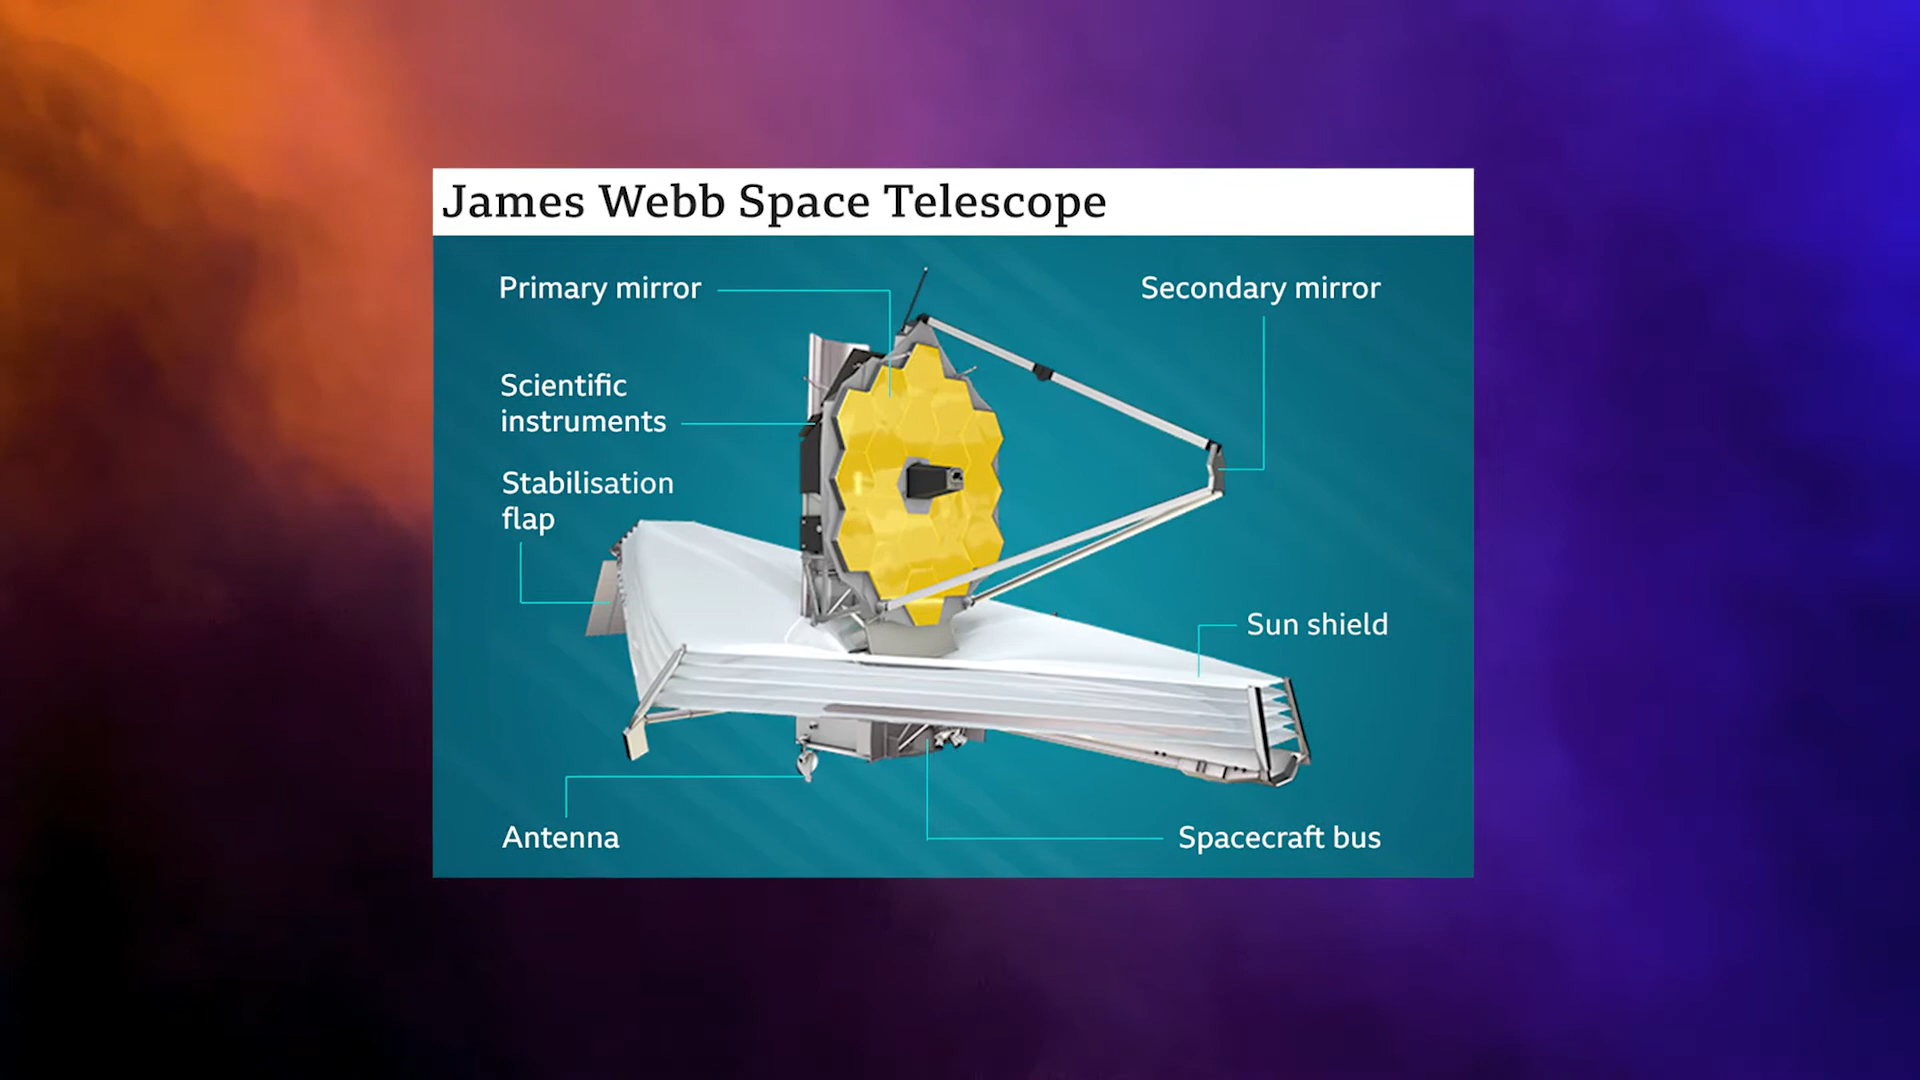 James Webb Space Telescope
Primary mirror
Secondary mirror
Scientific
instruments
Stabilisation
flap
Sun shield
Antenna
Spacecraft bus